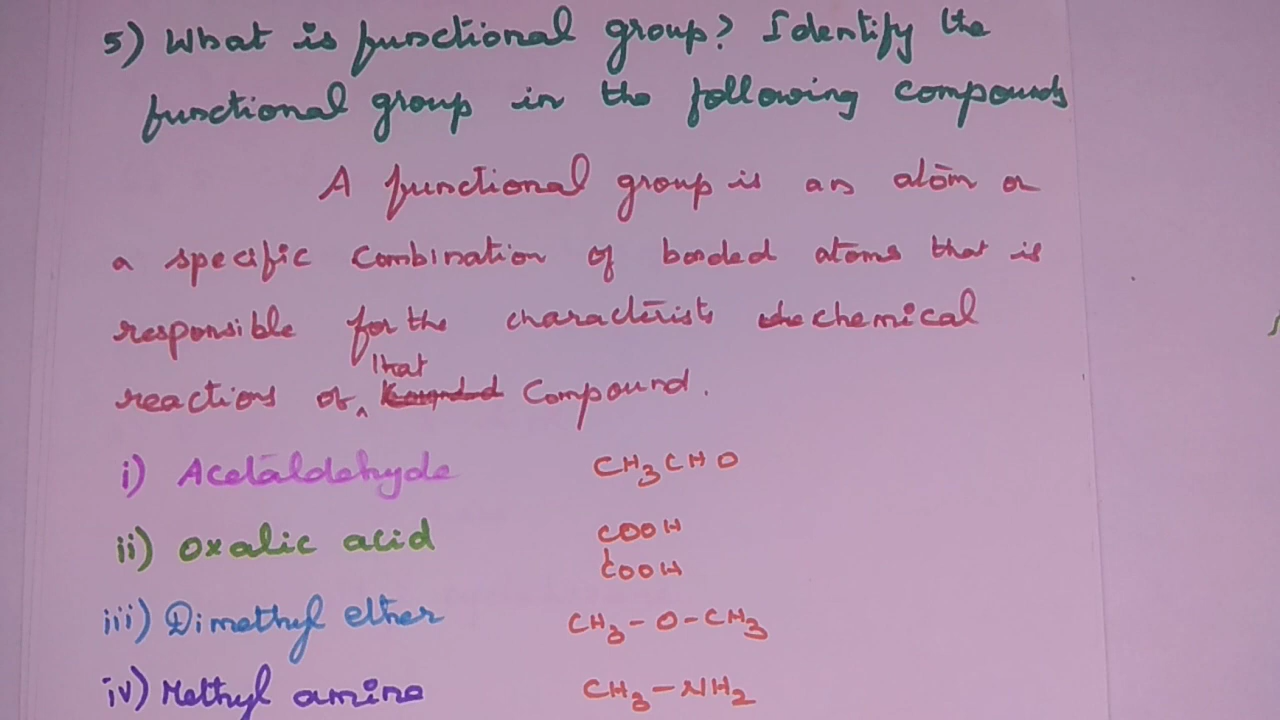 5) What is functional group? Identify the
functional group in the following compounds
A functional group is an atom or
a specific combination of bonded atoms that is
responsible for the characterists chemical
that
reactions of ^ compound.
i) Acetaldehyde CH3CHO
ii) Oxalic acid COOH
COOH
iii) Dimethyl ether CH3-O-CH3
iv) Methyl amine CH3-NH2